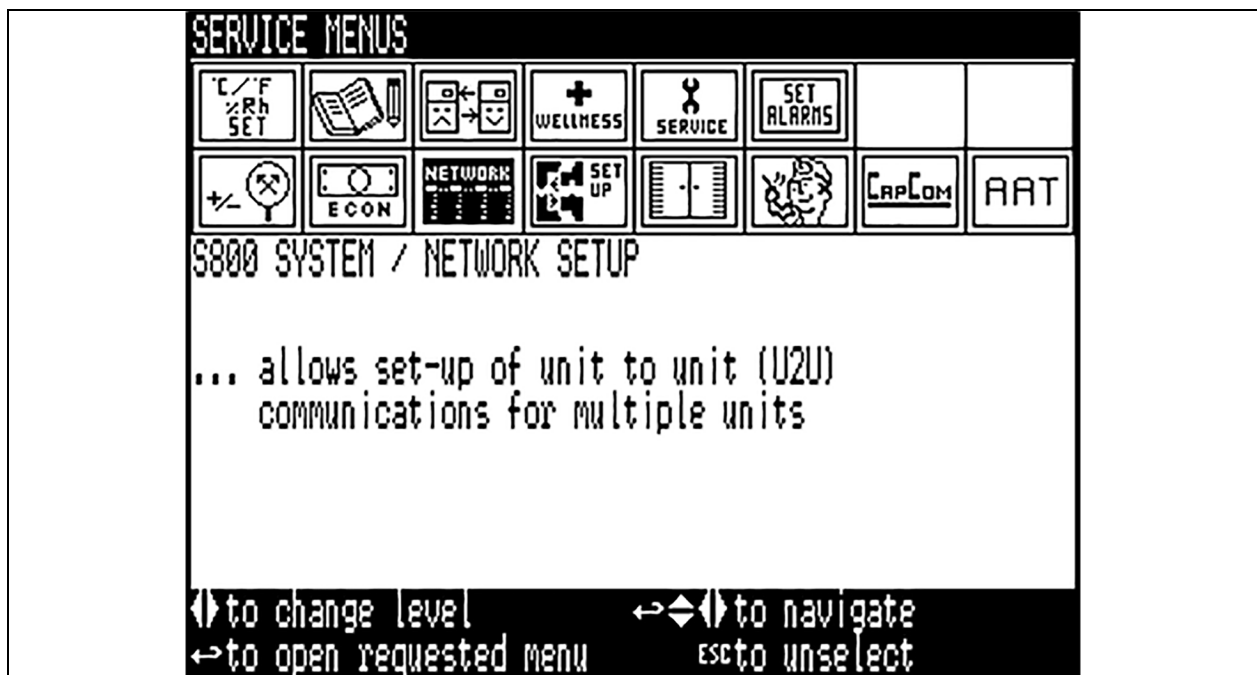 SERVICE MENUS
°C/°F
%Rh
SET
WELLNESS
SERVICE
SET
ALARMS
+/-
ECON
NETWORK
SET
UP
CAPCOM
AAT
S800 SYSTEM / NETWORK SETUP
... allows set-up of unit to unit (U2U)
communications for multiple units
to change level
to navigate
to open requested menu
ESC to unselect